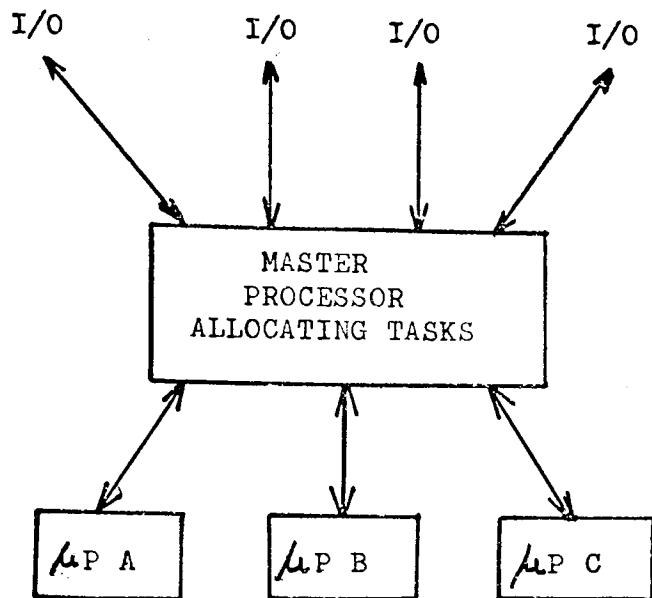 I/O I/O I/O I/O
MASTER
PROCESSOR
ALLOCATING TASKS
μP A μP B μP C